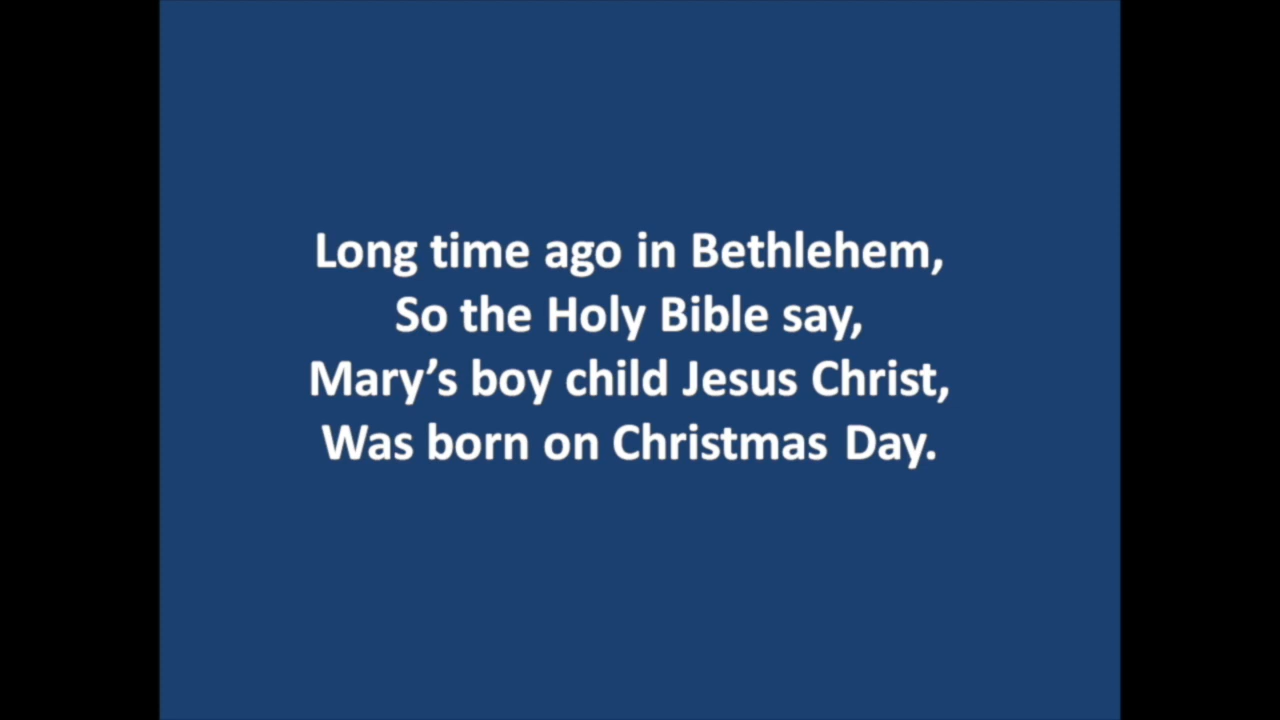 Long time ago in Bethlehem,
So the Holy Bible say,
Mary’s boy child Jesus Christ,
Was born on Christmas Day.